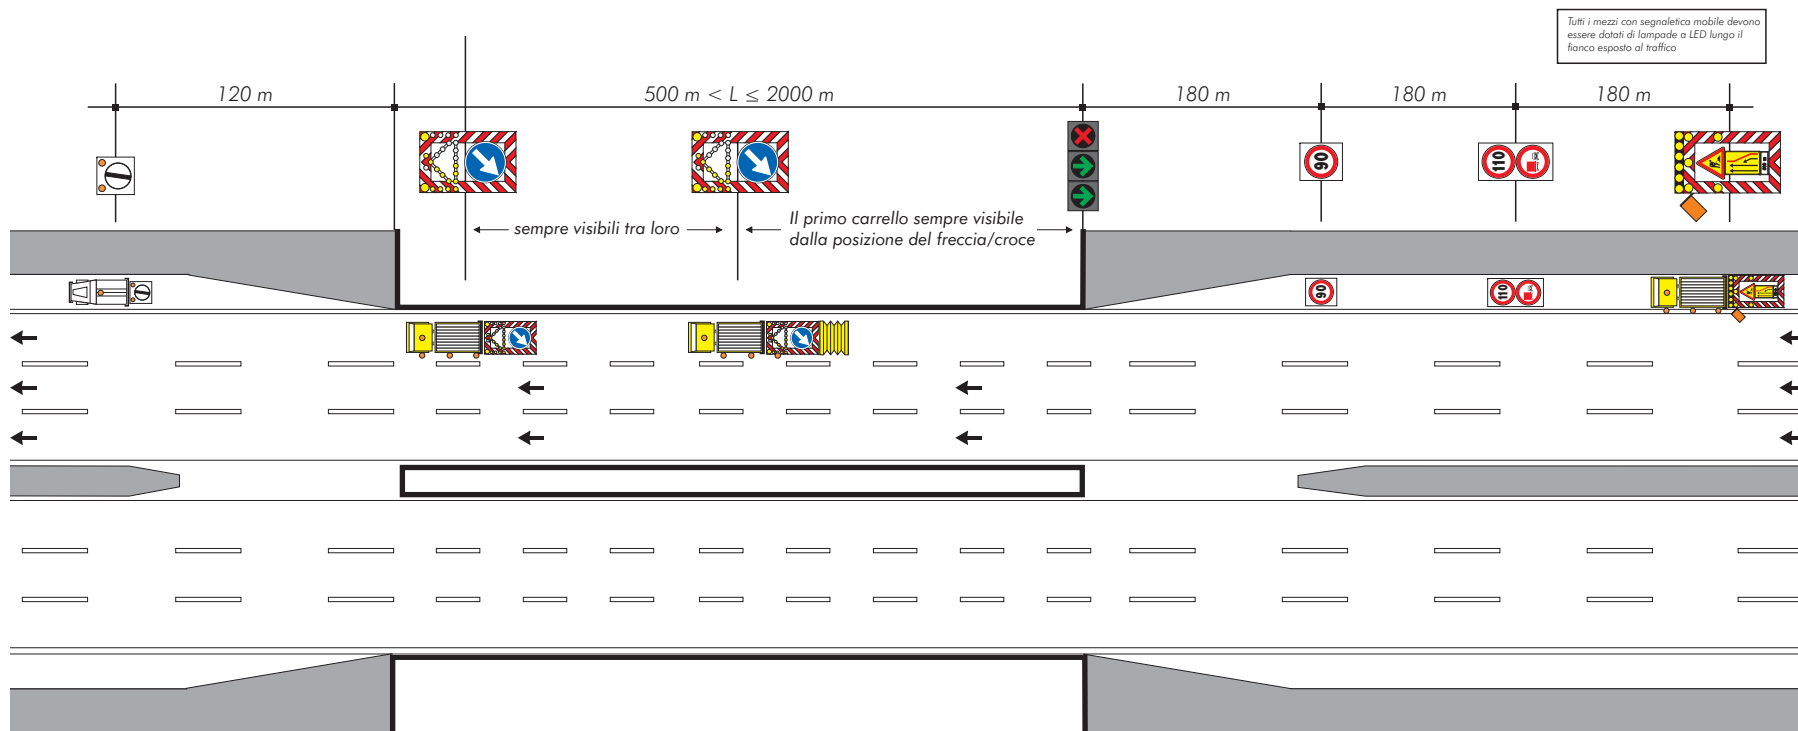 Tutti i mezzi con segnaletica mobile devono
essere dotati di lampade a LED lungo il
fianco esposto al traffico
120 m
500 m < L ≤ 2000 m
180 m
180 m
180 m
90
110
sempre visibili tra loro
Il primo carrello sempre visibile
dalla posizione del freccia/croce
90
110